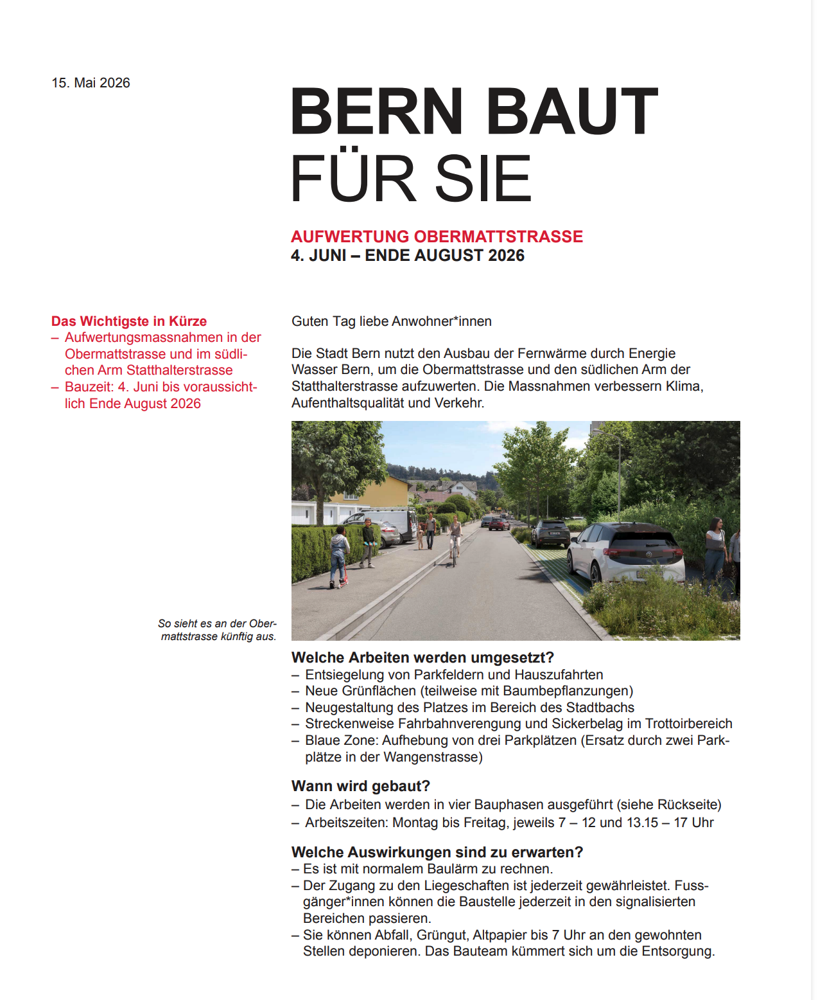 15. Mai 2026
BERN BAUT
FÜR SIE
AUFWERTUNG OBERMATTSTRASSE
4. JUNI – ENDE AUGUST 2026
Das Wichtigste in Kürze
– Aufwertungsmassnahmen in der
Obermattstrasse und im südli-
chen Arm Statthalterstrasse
– Bauzeit: 4. Juni bis voraussicht-
lich Ende August 2026
Guten Tag liebe Anwohner*innen
Die Stadt Bern nutzt den Ausbau der Fernwärme durch Energie
Wasser Bern, um die Obermattstrasse und den südlichen Arm der
Statthalterstrasse aufzuwerten. Die Massnahmen verbessern Klima,
Aufenthaltsqualität und Verkehr.
So sieht es an der Ober-
mattstrasse künftig aus.
Welche Arbeiten werden umgesetzt?
– Entsiegelung von Parkfeldern und Hauszufahrten
– Neue Grünflächen (teilweise mit Baumbepflanzungen)
– Neugestaltung des Platzes im Bereich des Stadtbachs
– Streckenweise Fahrbahnverengung und Sickerbelag im Trottoirbereich
– Blaue Zone: Aufhebung von drei Parkplätzen (Ersatz durch zwei Park-
plätze in der Wangenstrasse)
Wann wird gebaut?
– Die Arbeiten werden in vier Bauphasen ausgeführt (siehe Rückseite)
– Arbeitszeiten: Montag bis Freitag, jeweils 7 – 12 und 13.15 – 17 Uhr
Welche Auswirkungen sind zu erwarten?
– Es ist mit normalem Baulärm zu rechnen.
– Der Zugang zu den Liegeschaften ist jederzeit gewährleistet. Fuss-
gänger*innen können die Baustelle jederzeit in den signalisierten
Bereichen passieren.
– Sie können Abfall, Grüngut, Altpapier bis 7 Uhr an den gewohnten
Stellen deponieren. Das Bauteam kümmert sich um die Entsorgung.